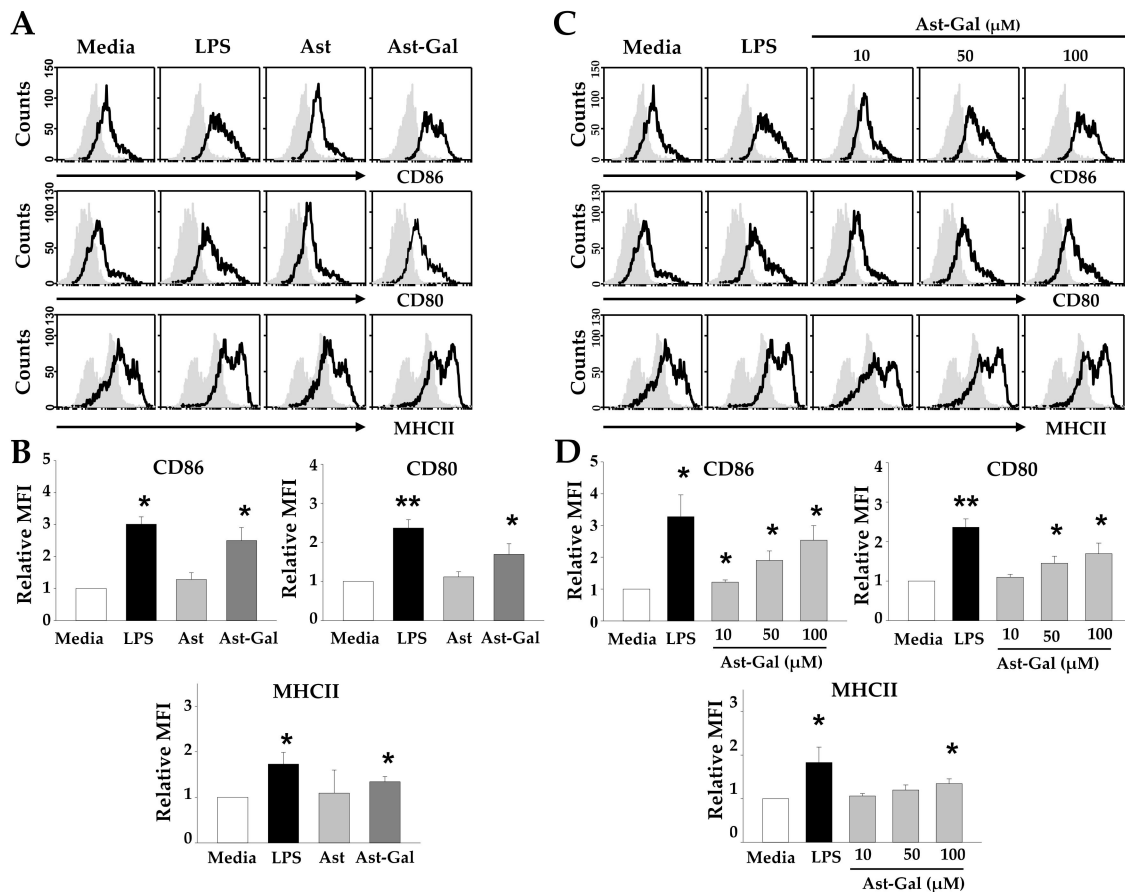 A
Media LPS Ast Ast-Gal
Counts
0 50 100 150
CD86
Counts
0 50 100 130
CD80
Counts
0 50 100 130
MHCII
C
Ast-Gal (µM)
Media LPS 10 50 100
Counts
0 50 100 150
CD86
Counts
0 50 100 130
CD80
Counts
0 50 100 130
MHCII
B
CD86
Relative MFI
5
4
3
2
1
0
* *
Media LPS Ast Ast-Gal
CD80
Relative MFI
4
3
2
1
0
** *
Media LPS Ast Ast-Gal
MHCII
Relative MFI
3
2
1
0
* *
Media LPS Ast Ast-Gal
D
CD86
Relative MFI
5
4
3
2
1
0
* * * *
Media LPS 10 50 100
Ast-Gal (µM)
CD80
Relative MFI
4
3
2
1
0
** * *
Media LPS 10 50 100
Ast-Gal (µM)
MHCII
Relative MFI
3
2
1
0
* *
Media LPS 10 50 100
Ast-Gal (µM)